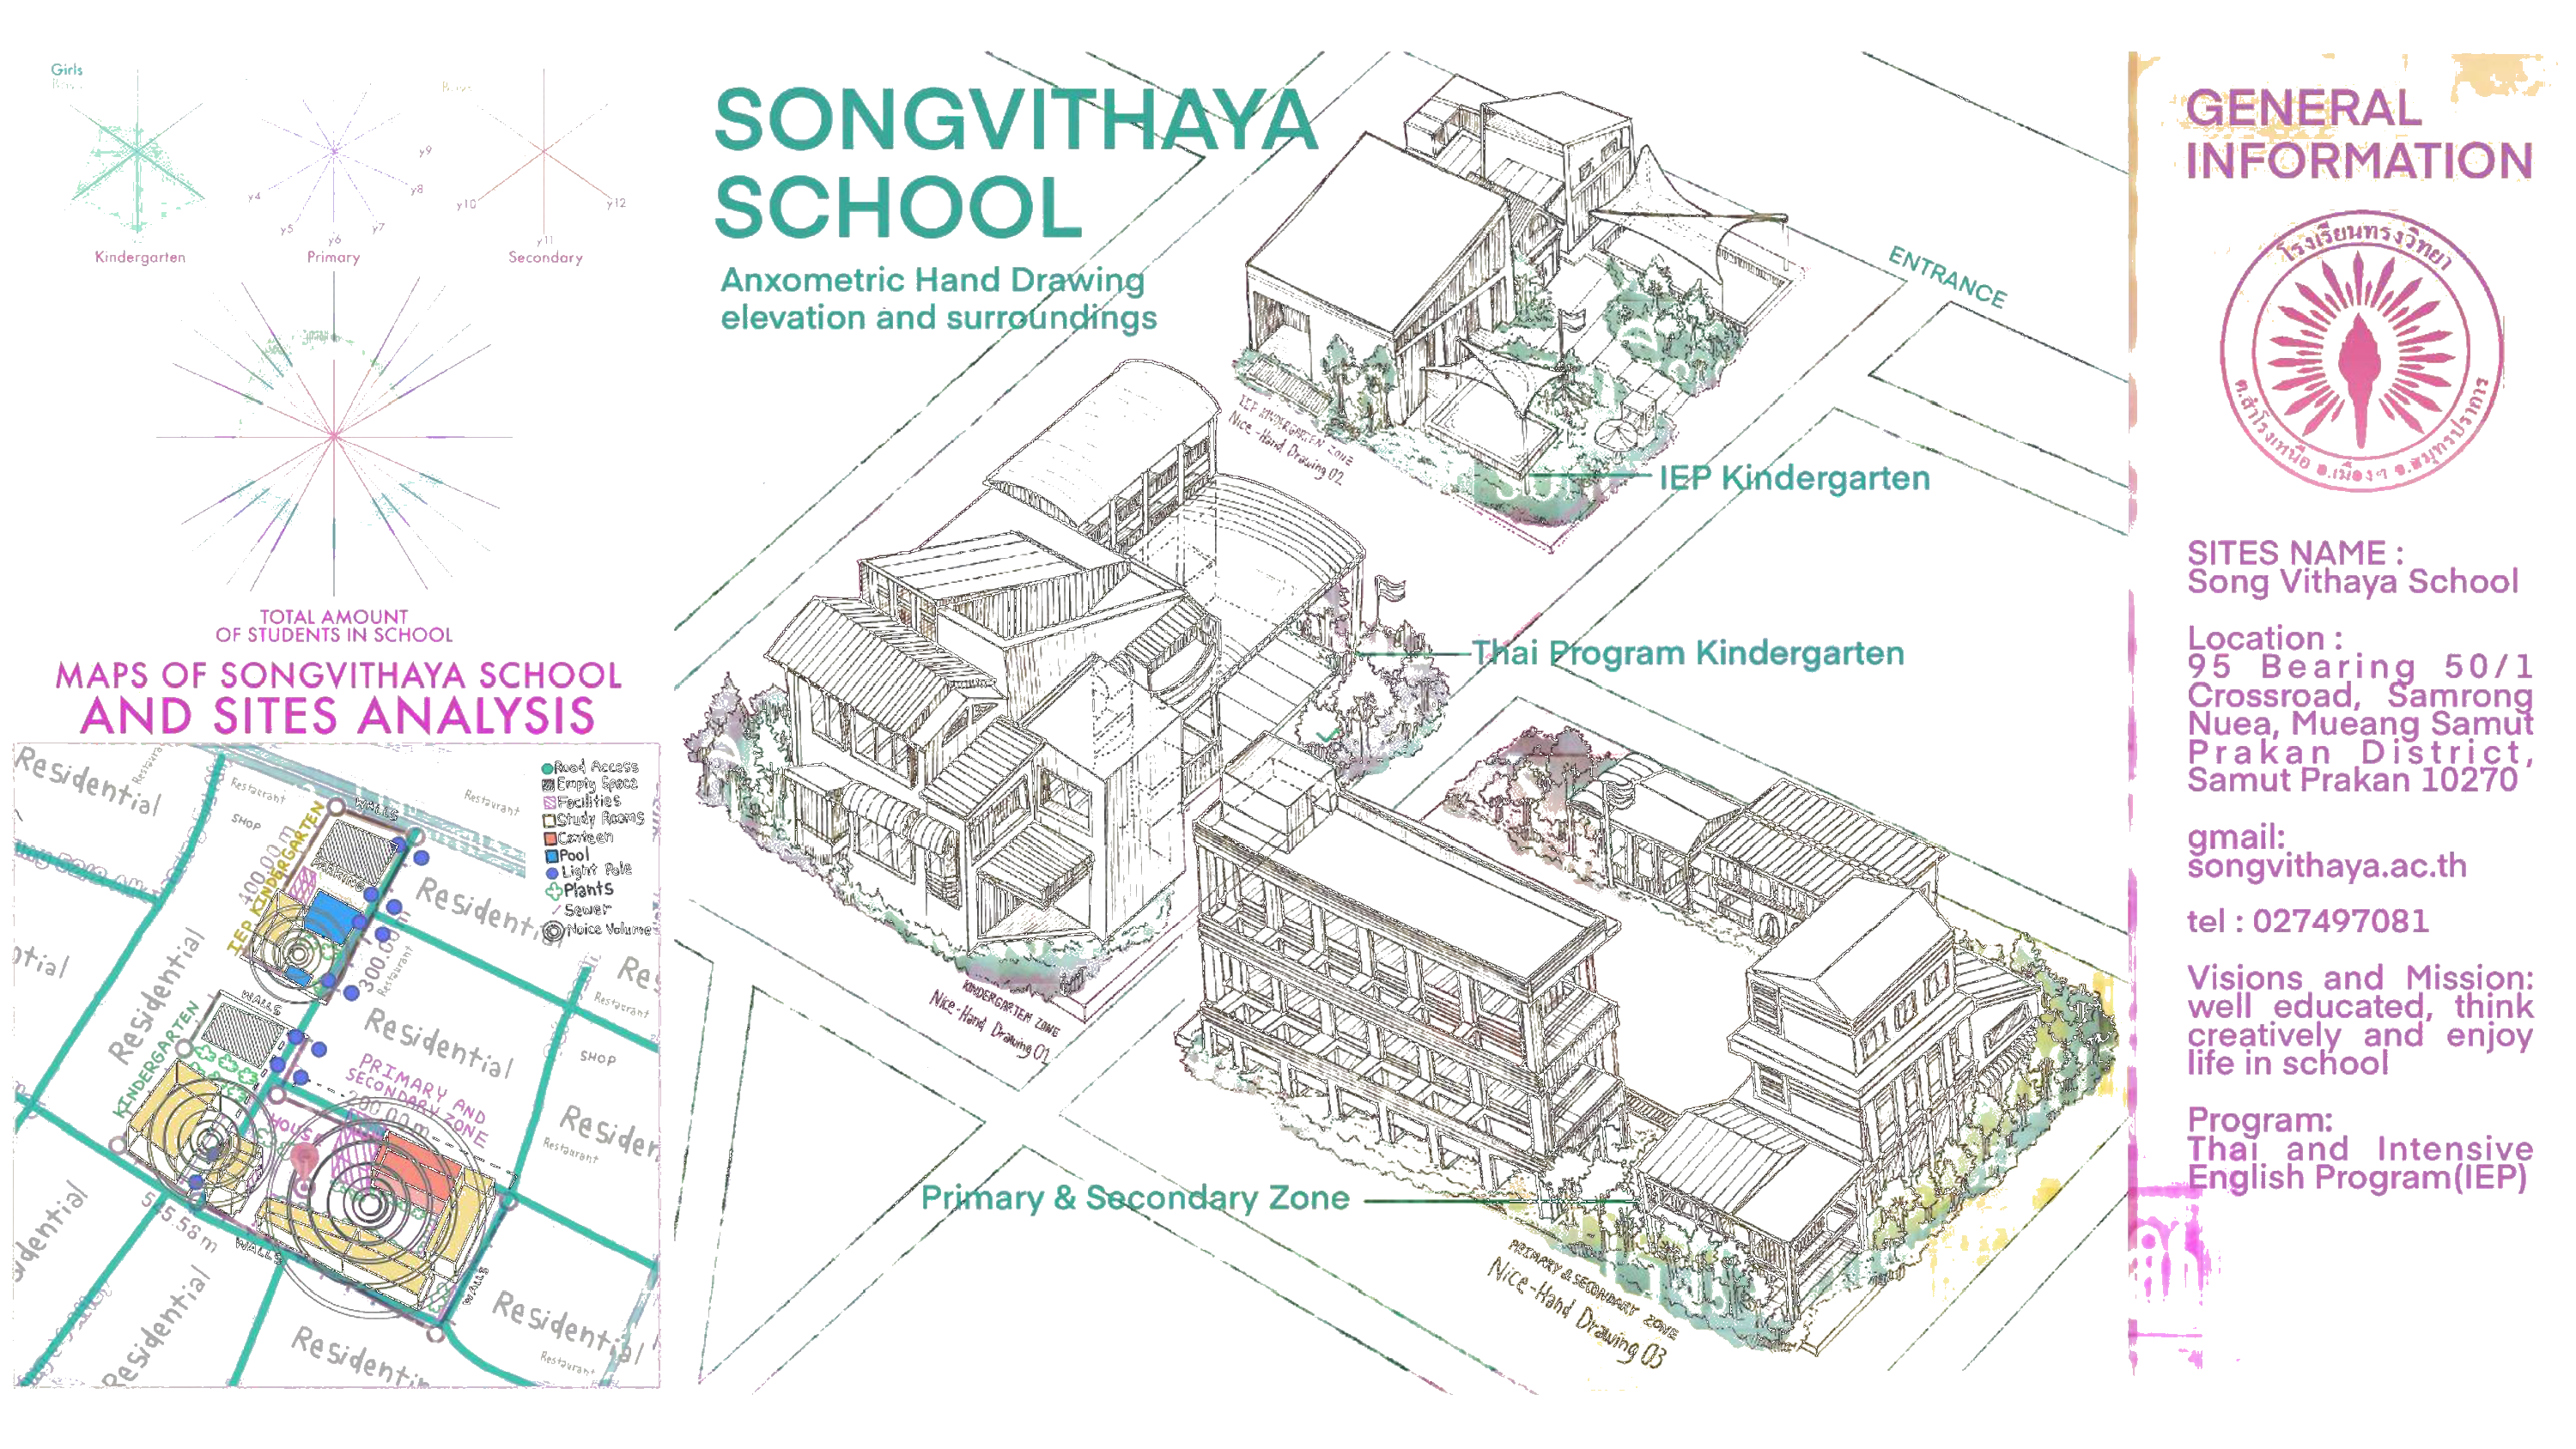 Girls
Boys
Boys
y9
y4
y8
y10
y12
y5
y7
y6
y11
Kindergarten
Primary
Secondary
TOTAL AMOUNT
OF STUDENTS IN SCHOOL
MAPS OF SONGVITHAYA SCHOOL
AND SITES ANALYSIS
Residential
Restaurant
Restaurant
SHOP
WALLS
Restaurant
Road Access
Empty Space
Facilities
Study Rooms
Canteen
Pool
Light Pole
Plants
Sewer
Noice Volume
IEP KINDERGARTEN
100.00 m
PARKING
Residential
300.00 m
Restaurant
Residential
Restaurant
ntial
WALLS
KINDERGARTEN
Residential
SHOP
PRIMARY AND
SECONDARY ZONE
200.00 m
HOUSE
Residen
Restaurant
545.58 m
WALLS
WALLS
idential
Residential
Residential
Residential
Restaurant
SONGVITHAYA
SCHOOL
Anxometric Hand Drawing
elevation and surroundings
ENTRANCE
IEP KINDERGARTEN ZONE
Nice-Hand Drawing 02
IEP Kindergarten
Thai Program Kindergarten
KINDERGARTEN ZONE
Nice-Hand Drawing 01
Primary & Secondary Zone
PRIMARY & SECONDARY ZONE
Nice-Hand Drawing 03
GENERAL
INFORMATION
โรงเรียนทรงวิทยา
ต.สำโรงเหนือ อ.เมืองฯ จ.สมุทรปราการ
SITES NAME :
Song Vithaya School
Location :
95 Bearing 50/1
Crossroad, Samrong
Nuea, Mueang Samut
Prakan District,
Samut Prakan 10270
gmail:
songvithaya.ac.th
tel : 027497081
Visions and Mission:
well educated, think
creatively and enjoy
life in school
Program:
Thai and Intensive
English Program(IEP)